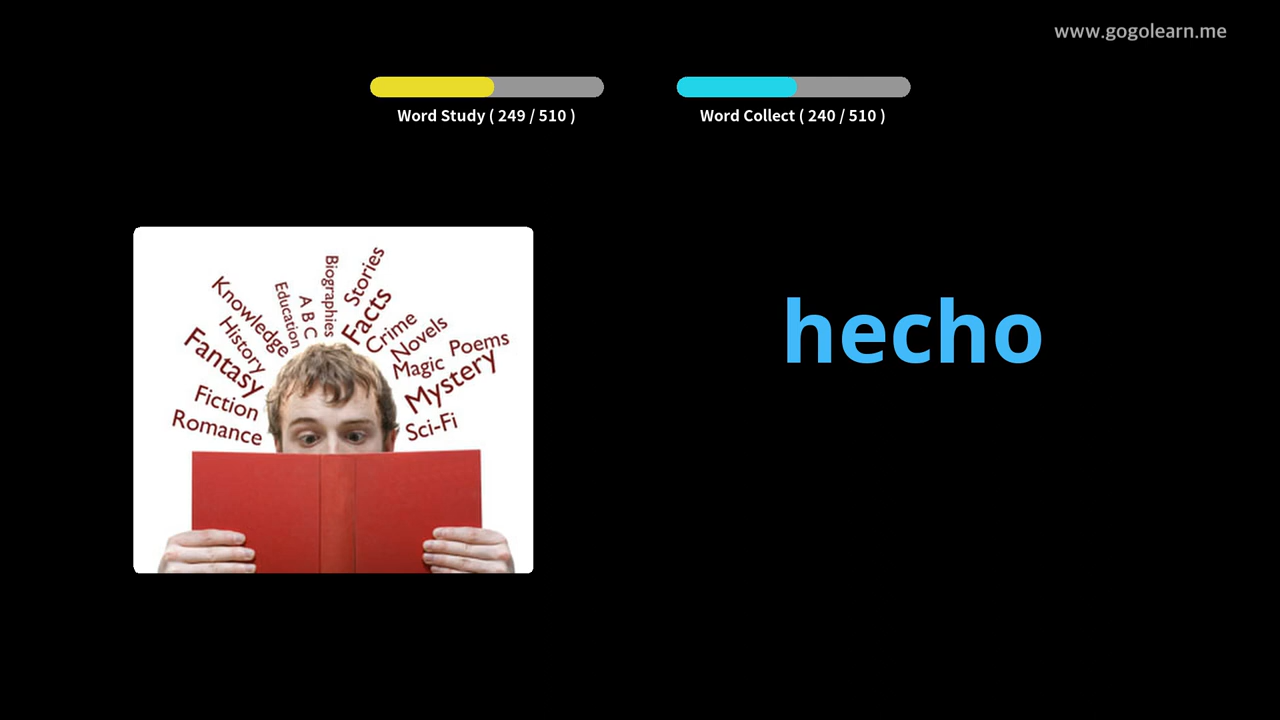 www.gogolearn.me
Word Study ( 249 / 510 )
Word Collect ( 240 / 510 )
hecho
Romance
Fiction
Fantasy
History
Knowledge
Education
A B C
Biographies
Stories
Facts
Crime
Novels
Magic
Poems
Mystery
Sci-Fi